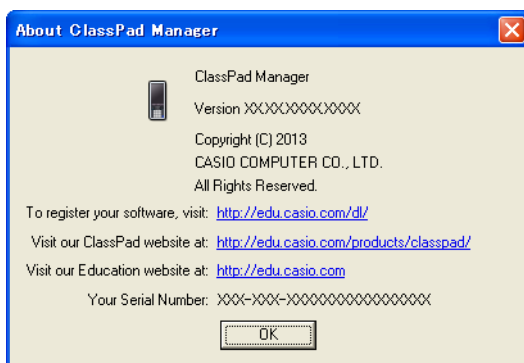 About ClassPad Manager
ClassPad Manager
Version XX.XX.XXXX.XXXX
Copyright (C) 2013
CASIO COMPUTER CO., LTD.
All Rights Reserved.
To register your software, visit: http://edu.casio.com/dl/
Visit our ClassPad website at: http://edu.casio.com/products/classpad/
Visit our Education website at: http://edu.casio.com
Your Serial Number: XXX-XXX-XXXXXXXXXXXXXXXXX
OK